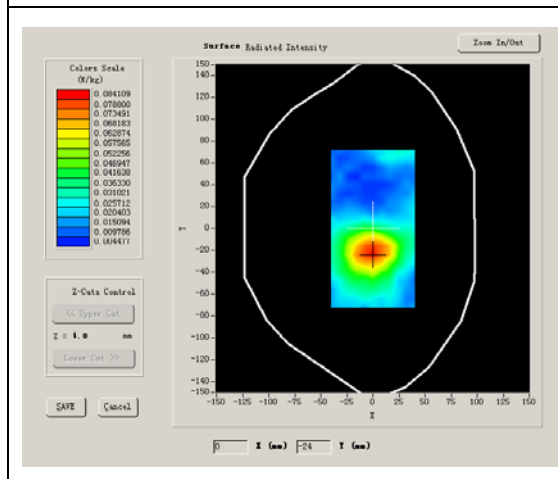 Surface Radiated Intensity
Zoom In/Out
Colors Scale
(W/kg)
0.084109
0.078800
0.073491
0.068183
0.062874
0.057565
0.052256
0.046947
0.041638
0.036330
0.031021
0.025712
0.020403
0.015094
0.009786
0.004477
150
140
120
100
80
60
40
20
0
-20
-40
-60
-80
-100
-120
-140
-150
Y
-150 -125 -100 -75 -50 -25 0 25 50 75 100 125 150
X
Z-Cuts Control
<< Upper Cut
Z = 4.0 mm
Lower Cut >>
SAVE Cancel
0 X (mm) -24 Y (mm)